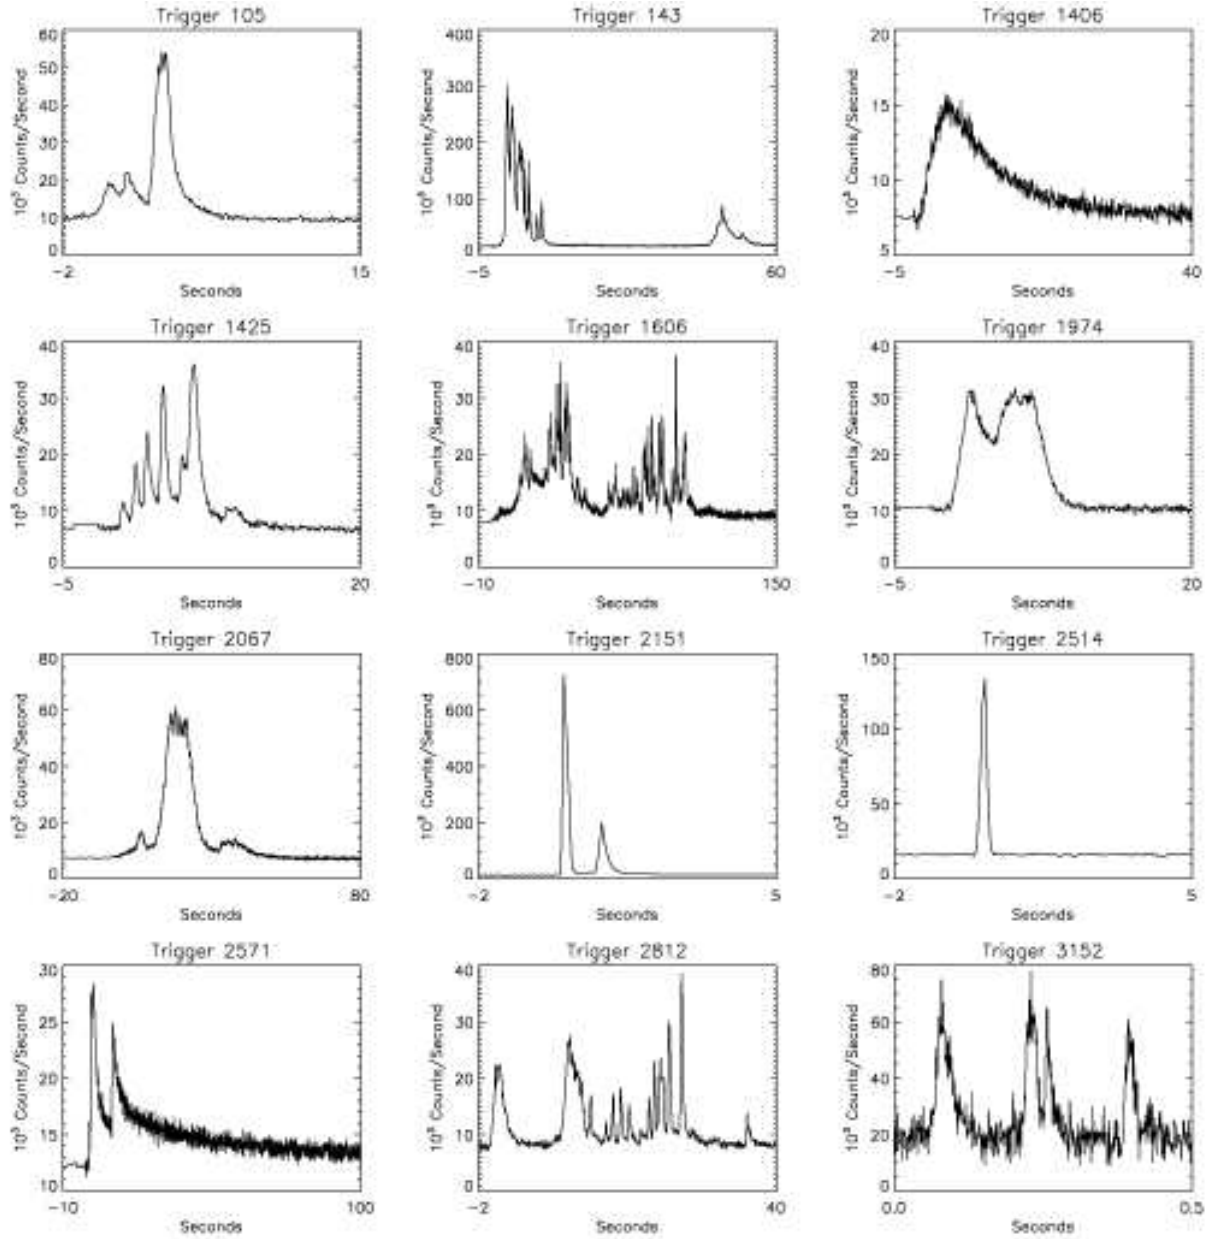 Trigger 105
60
50
40
30
20
10
0
10³ Counts/Second
-2
15
Seconds
Trigger 143
400
300
200
100
0
10³ Counts/Second
-5
60
Seconds
Trigger 1406
20
15
10
5
10³ Counts/Second
-5
40
Seconds
Trigger 1425
40
30
20
10
0
10³ Counts/Second
-5
20
Seconds
Trigger 1606
40
30
20
10
0
10³ Counts/Second
-10
150
Seconds
Trigger 1974
40
30
20
10
0
10³ Counts/Second
-5
20
Seconds
Trigger 2067
80
60
40
20
0
10³ Counts/Second
-20
80
Seconds
Trigger 2151
800
600
400
200
0
10³ Counts/Second
-2
5
Seconds
Trigger 2514
150
100
50
0
10³ Counts/Second
-2
5
Seconds
Trigger 2571
30
25
20
15
10
10³ Counts/Second
-10
100
Seconds
Trigger 2812
40
30
20
10
0
10³ Counts/Second
-2
40
Seconds
Trigger 3152
80
60
40
20
0
10³ Counts/Second
0.0
0.5
Seconds